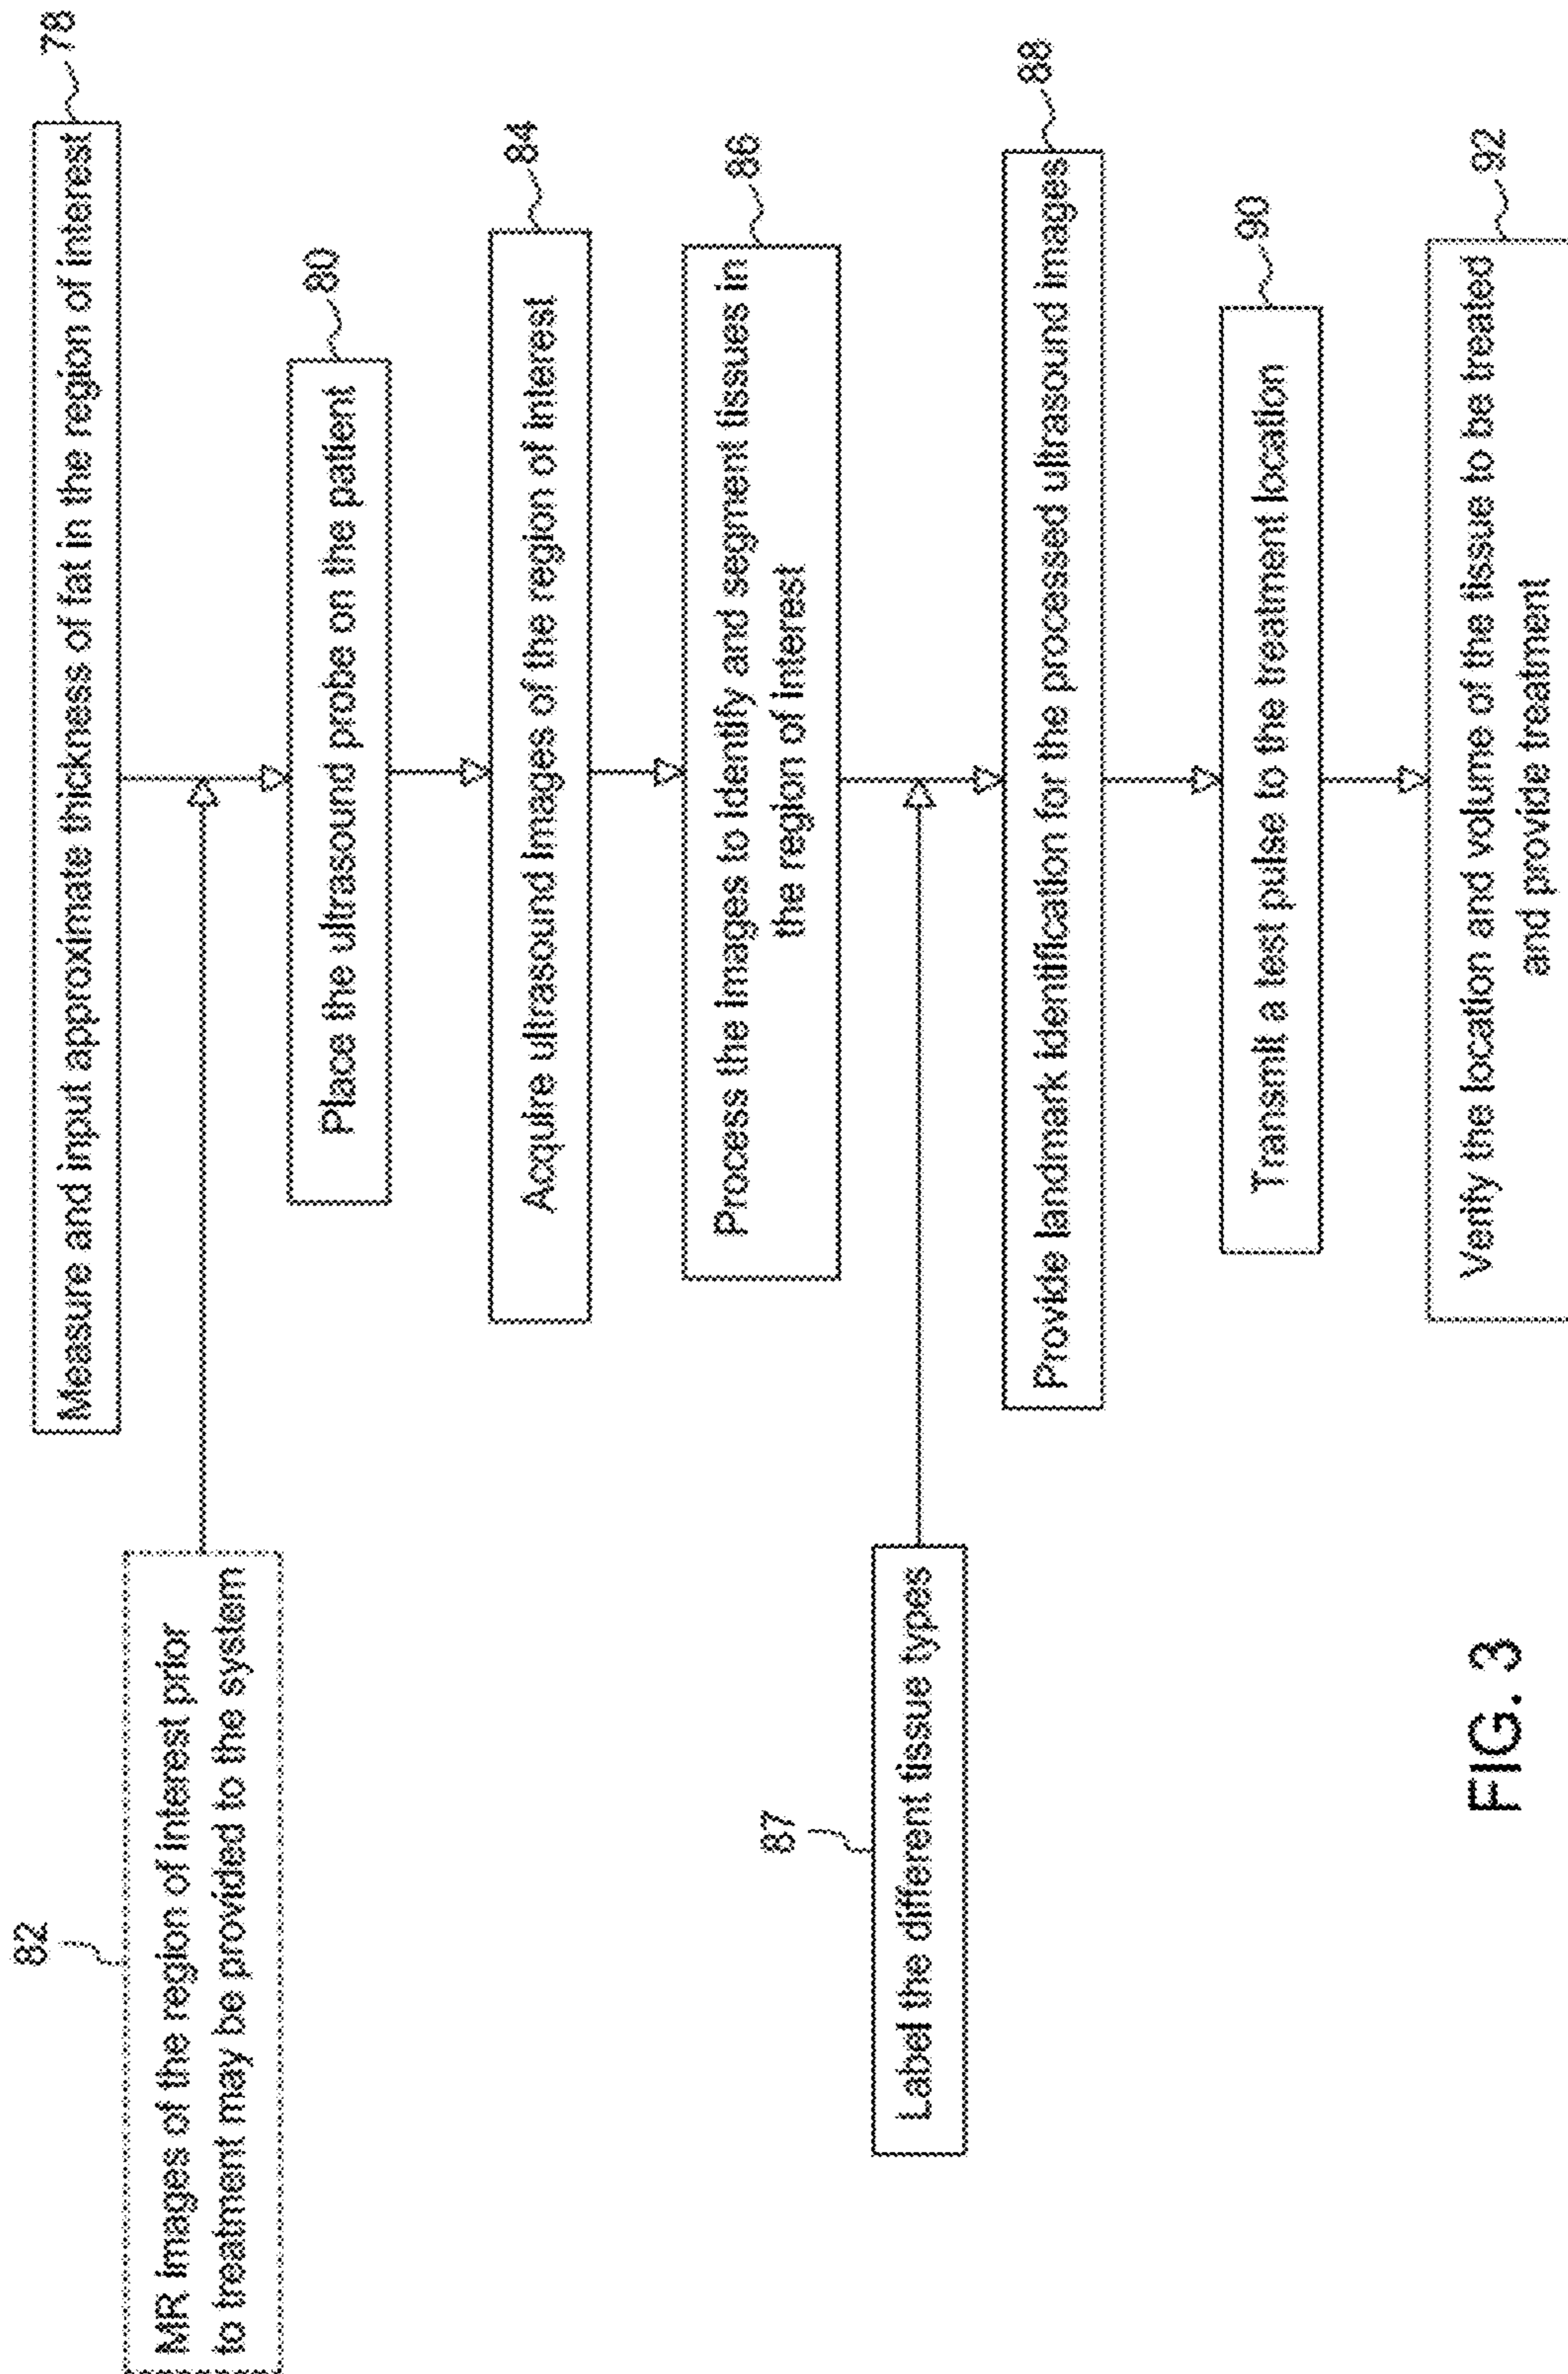 78
Measure and input approximate thickness of fat in the region of interest
82
MR images of the region of interest prior
to treatment may be provided to the system
80
Place the ultrasound probe on the patient
84
Acquire ultrasound images of the region of interest
86
Process the images to identify and segment tissues in
the region of interest
87
Label the different tissue types
88
Provide landmark identification for the processed ultrasound images
90
Transmit a test pulse to the treatment location
92
Verify the location and volume of the tissue to be treated
and provide treatment
FIG. 3